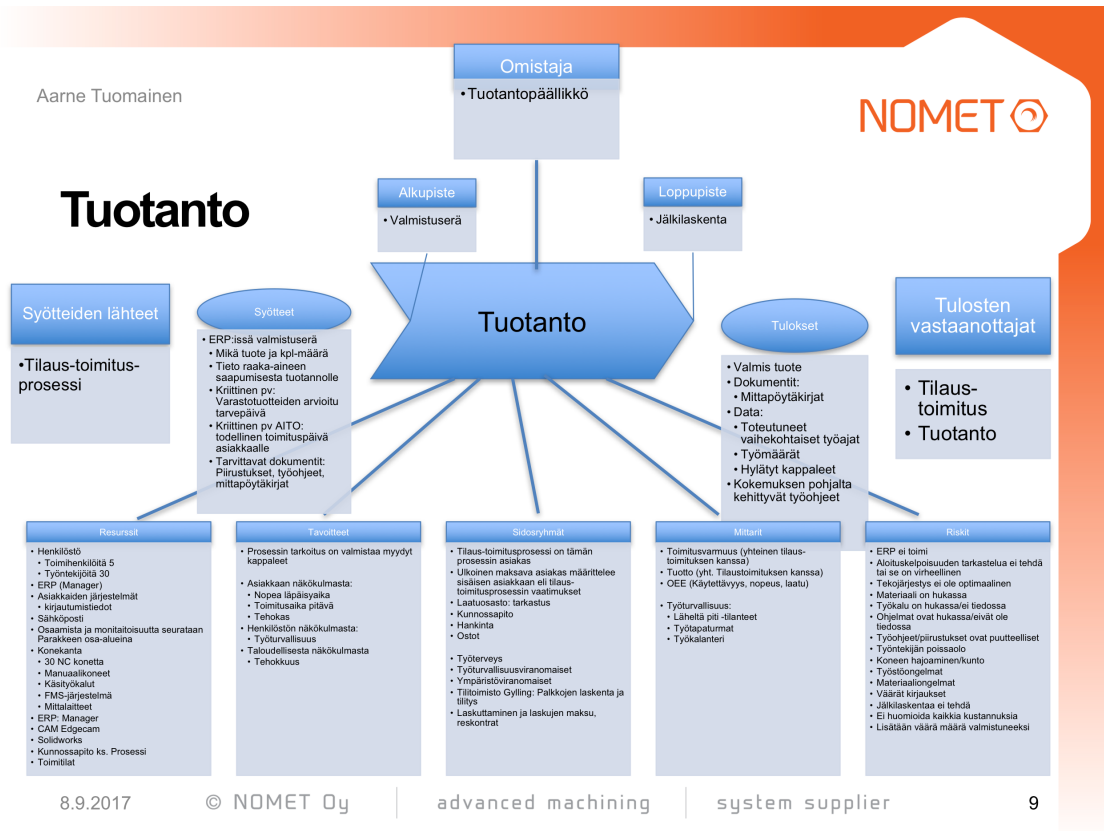 Omistaja
•Tuotantopäällikkö
Aarne Tuomainen
NOMET
Tuotanto
Alkupiste
• Valmistuserä
Loppupiste
• Jälkilaskenta
Tuotanto
Syötteiden lähteet
•Tilaus-toimitus-
prosessi
Syötteet
• ERP:issä valmistuserä
• Mikä tuote ja kpl-määrä
• Tieto raaka-aineen
saapumisesta tuotannolle
• Kriittinen pv:
Varastotuotteiden arvioitu
tarvepäivä
• Kriittinen pv AITO:
todellinen toimituspäivä
asiakkaalle
• Tarvittavat dokumentit:
Piirustukset, työohjeet,
mittapöytäkirjat
Tulokset
• Valmis tuote
• Dokumentit:
• Mittapöytäkirjat
• Data:
• Toteutuneet
vaihekohtaiset työajat
• Työmäärät
• Hylätyt kappaleet
• Kokemuksen pohjalta
kehittyvät työohjeet
Tulosten
vastaanottajat
• Tilaus-
toimitus
• Tuotanto
Resurssit
• Henkilöstö
• Toimihenkilöitä 5
• Työntekijöitä 30
• ERP (Manager)
• Asiakkaiden järjestelmät
• kirjautumistiedot
• Sähköposti
• Osaamista ja monitaitoisuutta seurataan
Parakkeen osa-alueina
• Konekanta
• 30 NC konetta
• Manuaalikoneet
• Käsityökalut
• FMS-järjestelmä
• Mittalaitteet
• ERP: Manager
• CAM Edgecam
• Solidworks
• Kunnossapito ks. Prosessi
• Toimitilat
Tavoitteet
• Prosessin tarkoitus on valmistaa myydyt
kappaleet
• Asiakkaan näkökulmasta:
• Nopea läpäisyaika
• Toimitusaika pitävä
• Tehokas
• Henkilöstön näkökulmasta:
• Työturvallisuus
• Taloudellisesta näkökulmasta
• Tehokkuus
Sidosryhmät
• Tilaus-toimitusprosessi on tämän
prosessin asiakas
• Ulkoinen maksava asiakas määrittelee
sisäisen asiakkaan eli tilaus-
toimitusprosessin vaatimukset
• Laatuosasto: tarkastus
• Kunnossapito
• Hankinta
• Ostot
• Työterveys
• Työturvallisuusviranomaiset
• Ympäristöviranomaiset
• Tilitoimisto Gylling: Palkkojen laskenta ja
tilitys
• Laskuttaminen ja laskujen maksu,
reskontrat
Mittarit
• Toimitusvarmuus (yhteinen tilaus-
toimituksen kanssa)
• Tuotto (yht. Tilaustoimituksen kanssa)
• OEE (Käytettävyys, nopeus, laatu)
• Työturvallisuus:
• Läheltä piti -tilanteet
• Työtapaturmat
• Työkalanteri
Riskit
• ERP ei toimi
• Aloituskelpoisuuden tarkastelua ei tehdä
tai se on virheellinen
• Tekojärjestys ei ole optimaalinen
• Materiaali on hukassa
• Työkalu on hukassa/ei tiedossa
• Ohjelmat ovat hukassa/eivät ole
tiedossa
• Työohjeet/piirustukset ovat puutteelliset
• Työntekijän poissaolo
• Koneen hajoaminen/kunto
• Työstöongelmat
• Materiaaliongelmat
• Väärät kirjaukset
• Jälkilaskentaa ei tehdä
• Ei huomioida kaikkia kustannuksia
• Lisätään väärä määrä valmistuneeksi
8.9.2017
© NOMET Oy
advanced machining
system supplier
9